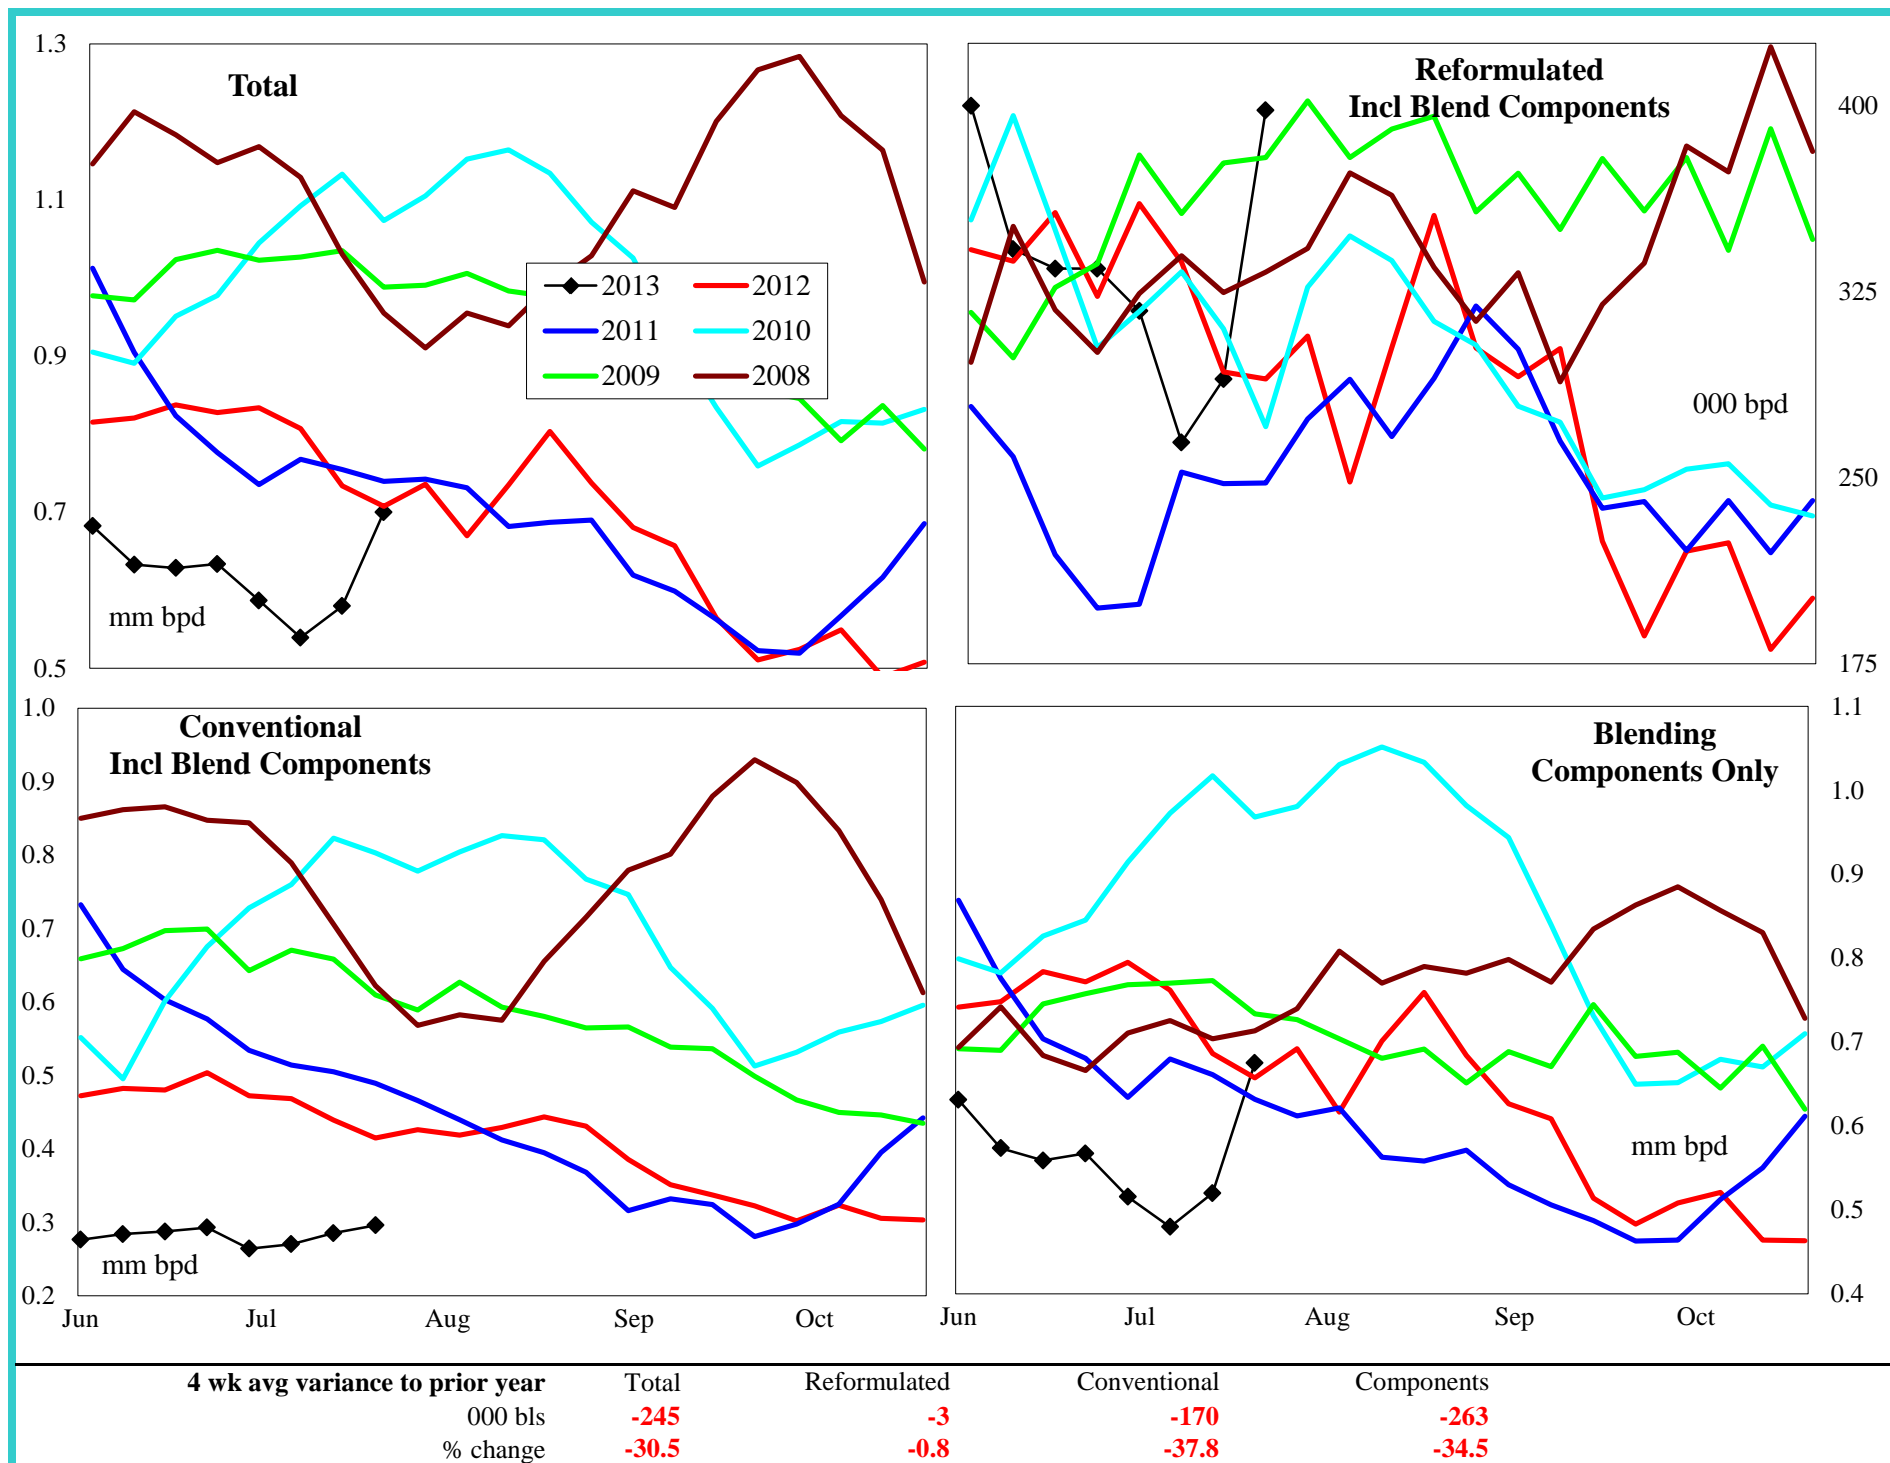 Total
1.3
1.1
0.9
0.7
0.5
mm bpd
2013
2012
2011
2010
2009
2008
Reformulated
Incl Blend Components
400
325
250
175
000 bpd
Conventional
Incl Blend Components
1.0
0.9
0.8
0.7
0.6
0.5
0.4
0.3
0.2
mm bpd
Jun Jul Aug Sep Oct
Blending
Components Only
1.1
1.0
0.9
0.8
0.7
0.6
0.5
0.4
mm bpd
Jun Jul Aug Sep Oct
4 wk avg variance to prior year Total Reformulated Conventional Components
000 bls -245 -3 -170 -263
% change -30.5 -0.8 -37.8 -34.5